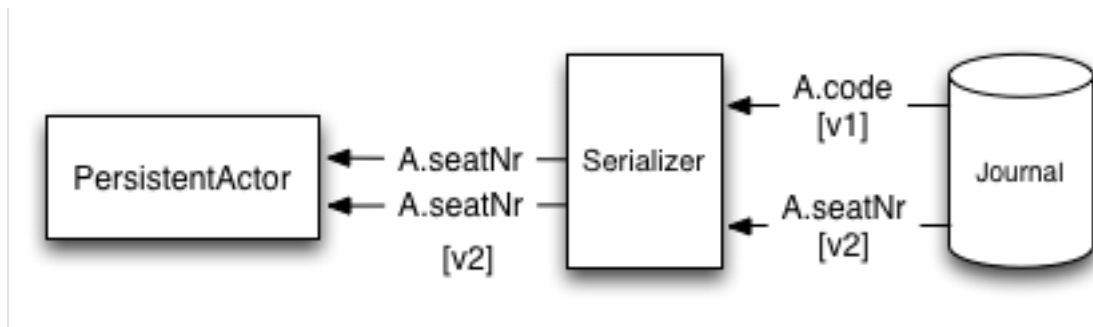 PersistentActor
A.seatNr
A.seatNr
[v2]
Serializer
A.code
[v1]
A.seatNr
[v2]
Journal